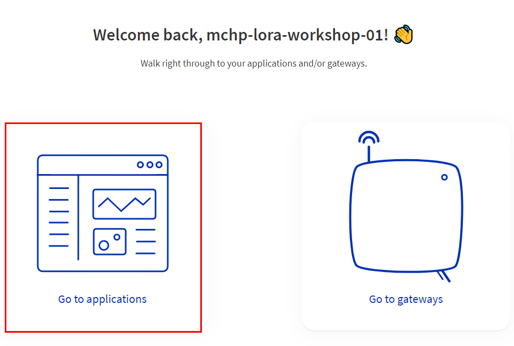 Welcome back, mchp-lora-workshop-01! 👋
Walk right through to your applications and/or gateways.
Go to applications
Go to gateways